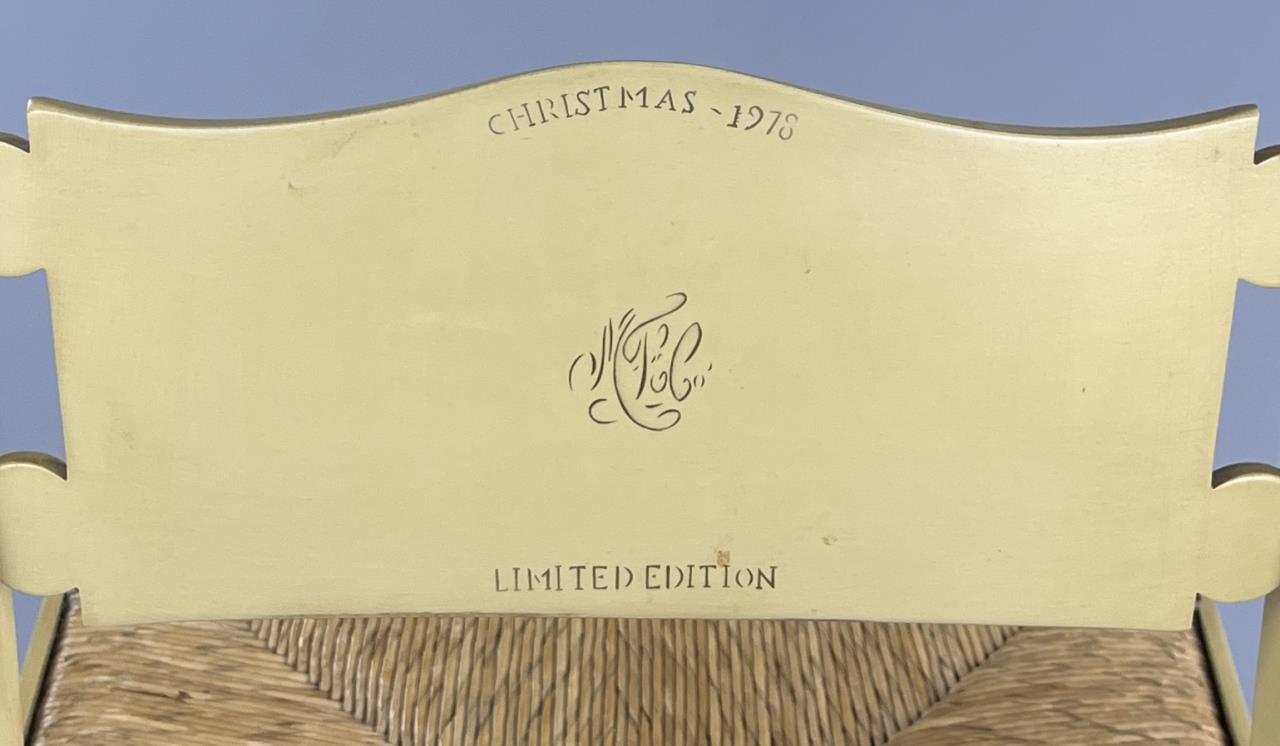 CHRISTMAS - 1978
LIMITED EDITION